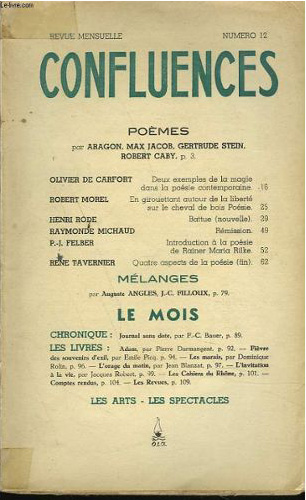 REVUE MENSUELLE NUMERO 12
CONFLUENCES
POÈMES
par ARAGON, MAX JACOB, GERTRUDE STEIN,
ROBERT CABY, p. 3.
OLIVIER DE CARFORT Deux exemples de la magie
dans la poésie contemporaine. 16
ROBERT MOREL En girouettant autour de la liberté
sur le cheval de bois Poésie. 25
HENRI RODE Battue (nouvelle). 29
RAYMONDE MICHAUD Rémission. 49
P.-J. FELBER Introduction à la poésie
de Rainer Maria Rilke. 52
RENÉ TAVERNIER Quatre aspects de la poésie (fin). 62
MÉLANGES
par Auguste ANGLES, J.-C. FILLOUX, p. 79.
LE MOIS
CHRONIQUE : Journal sans date, par P.-C. Bauer, p. 89.
LES LIVRES : Adam, par Pierre Darmangeat, p. 92. — Fièvre
des souvenirs d'exil, par Emile Picq, p. 94. — Les marais, par Dominique
Rolin, p. 96. — L'orage du matin, par Jean Blanzat, p. 97. — L'invitation
à la vie, par Jacques Robert, p. 99. — Les Cahiers du Rhône, p. 101. —
Comptes rendus, p. 104. — Les Revues, p. 109.
LES ARTS - LES SPECTACLES